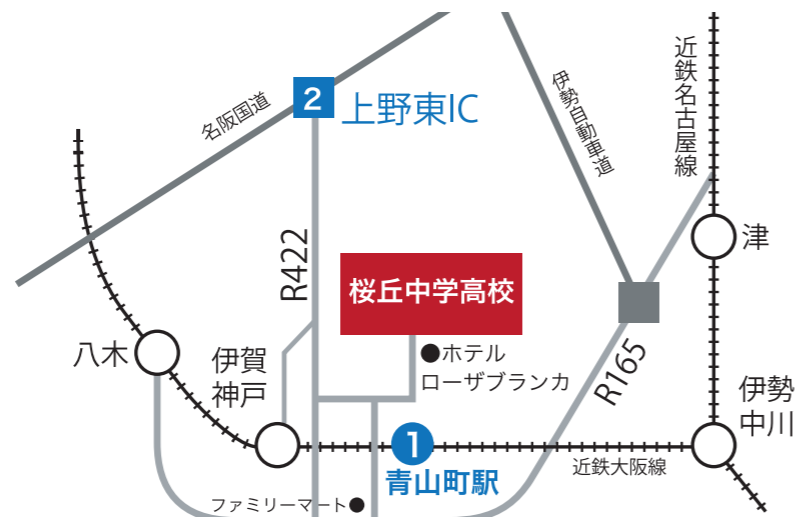 近鉄名古屋線
名阪国道
2
上野東IC
伊勢自動車道
津
R422
桜丘中学高校
八木
伊賀
神戸
●ホテル
ローザブランカ
R165
伊勢
中川
1
青山町駅
近鉄大阪線
ファミリーマート●